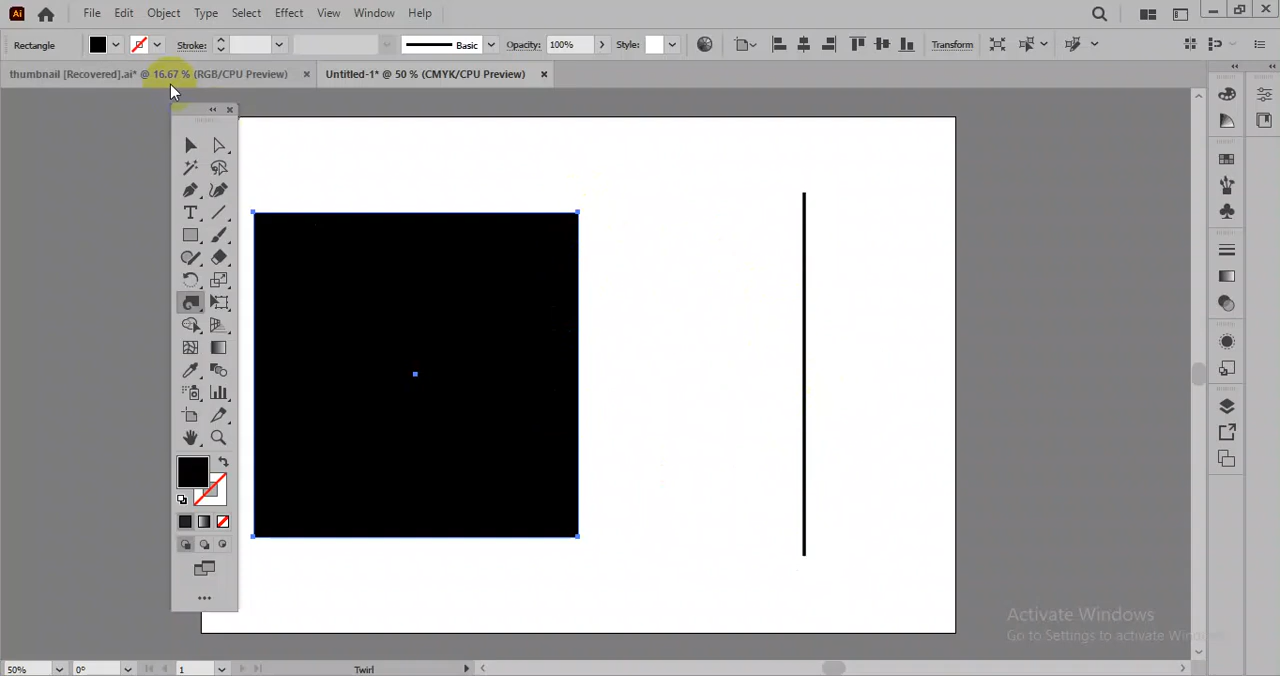 Ai File Edit Object Type Select Effect View Window Help
Rectangle Stroke: Basic Opacity: 100% Style: Transform
thumbnail [Recovered].ai* @ 16.67 % (RGB/CPU Preview) × Untitled-1* @ 50 % (CMYK/CPU Preview) ×
Activate Windows
Go to Settings to activate Windows
50% 0° 1 Twirl